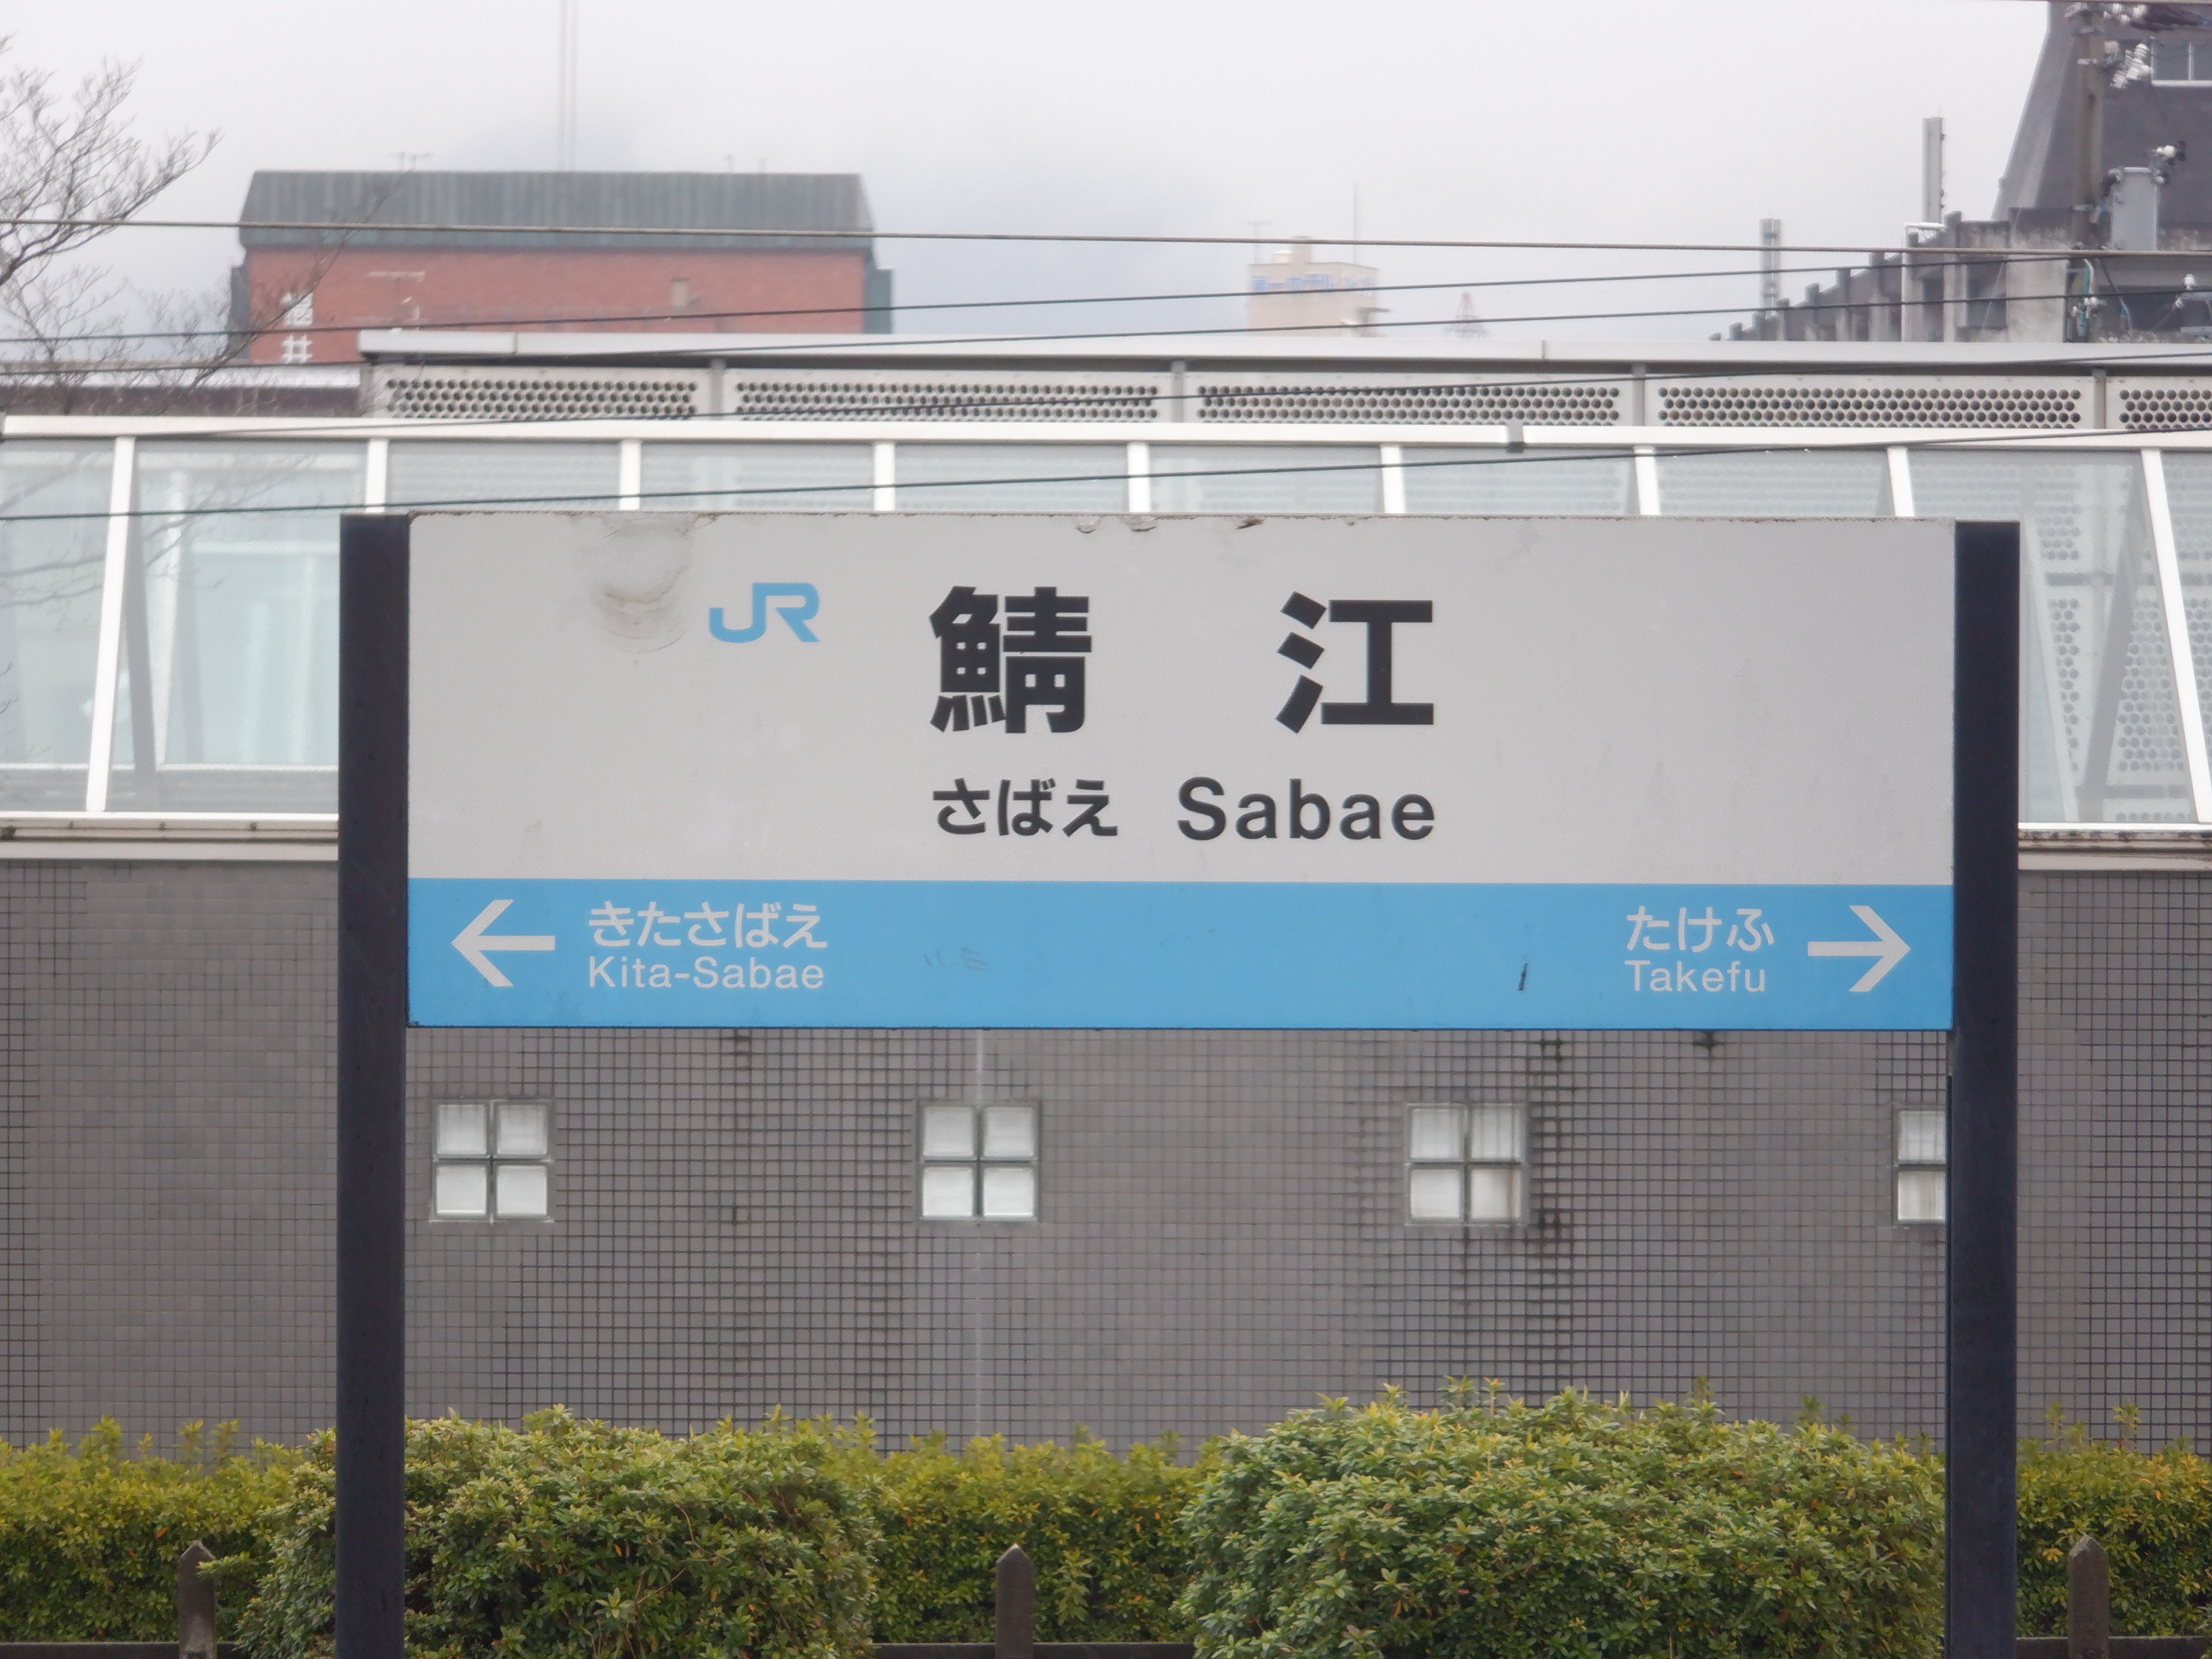 JR 鯖江
さばえ Sabae
← きたさばえ
Kita-Sabae
たけふ →
Takefu